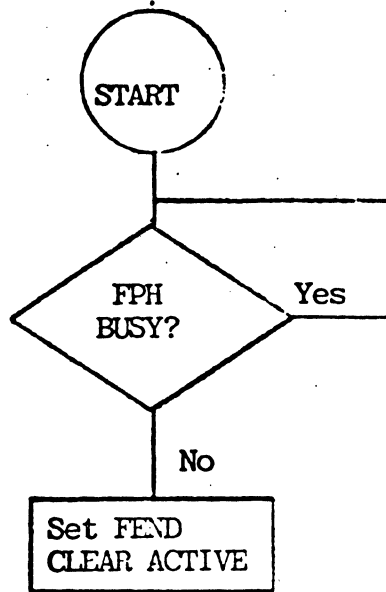 START
FPH
BUSY?
Yes
No
Set FEND
CLEAR ACTIVE